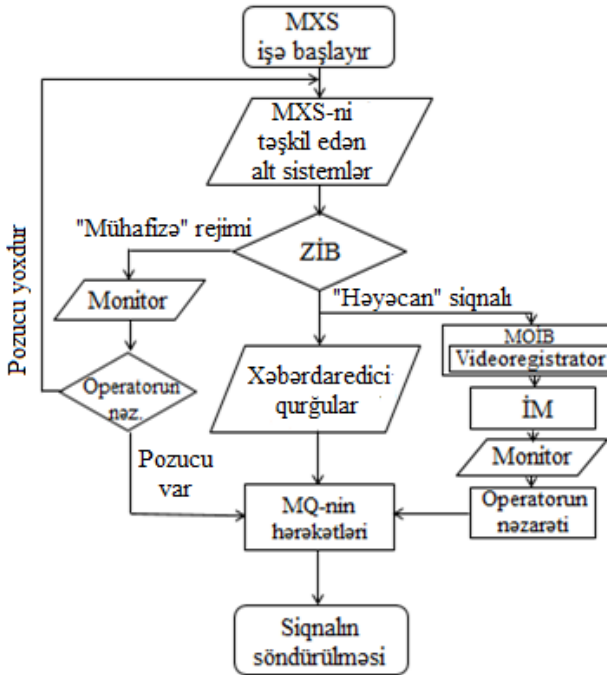 MXS
işə başlayır
MXS-ni
təşkil edən
alt sistemlər
"Mühafizə" rejimi
ZİB
"Həyəcan" siqnalı
Pozucu yoxdur
Monitor
MOİB
Videoregistrator
Operatorun
nəz.
Xəbərdaredici
qurğular
İM
Monitor
Pozucu
var
MQ-nin
hərəkətləri
Operatorun
nəzarəti
Siqnalın
söndürülməsi